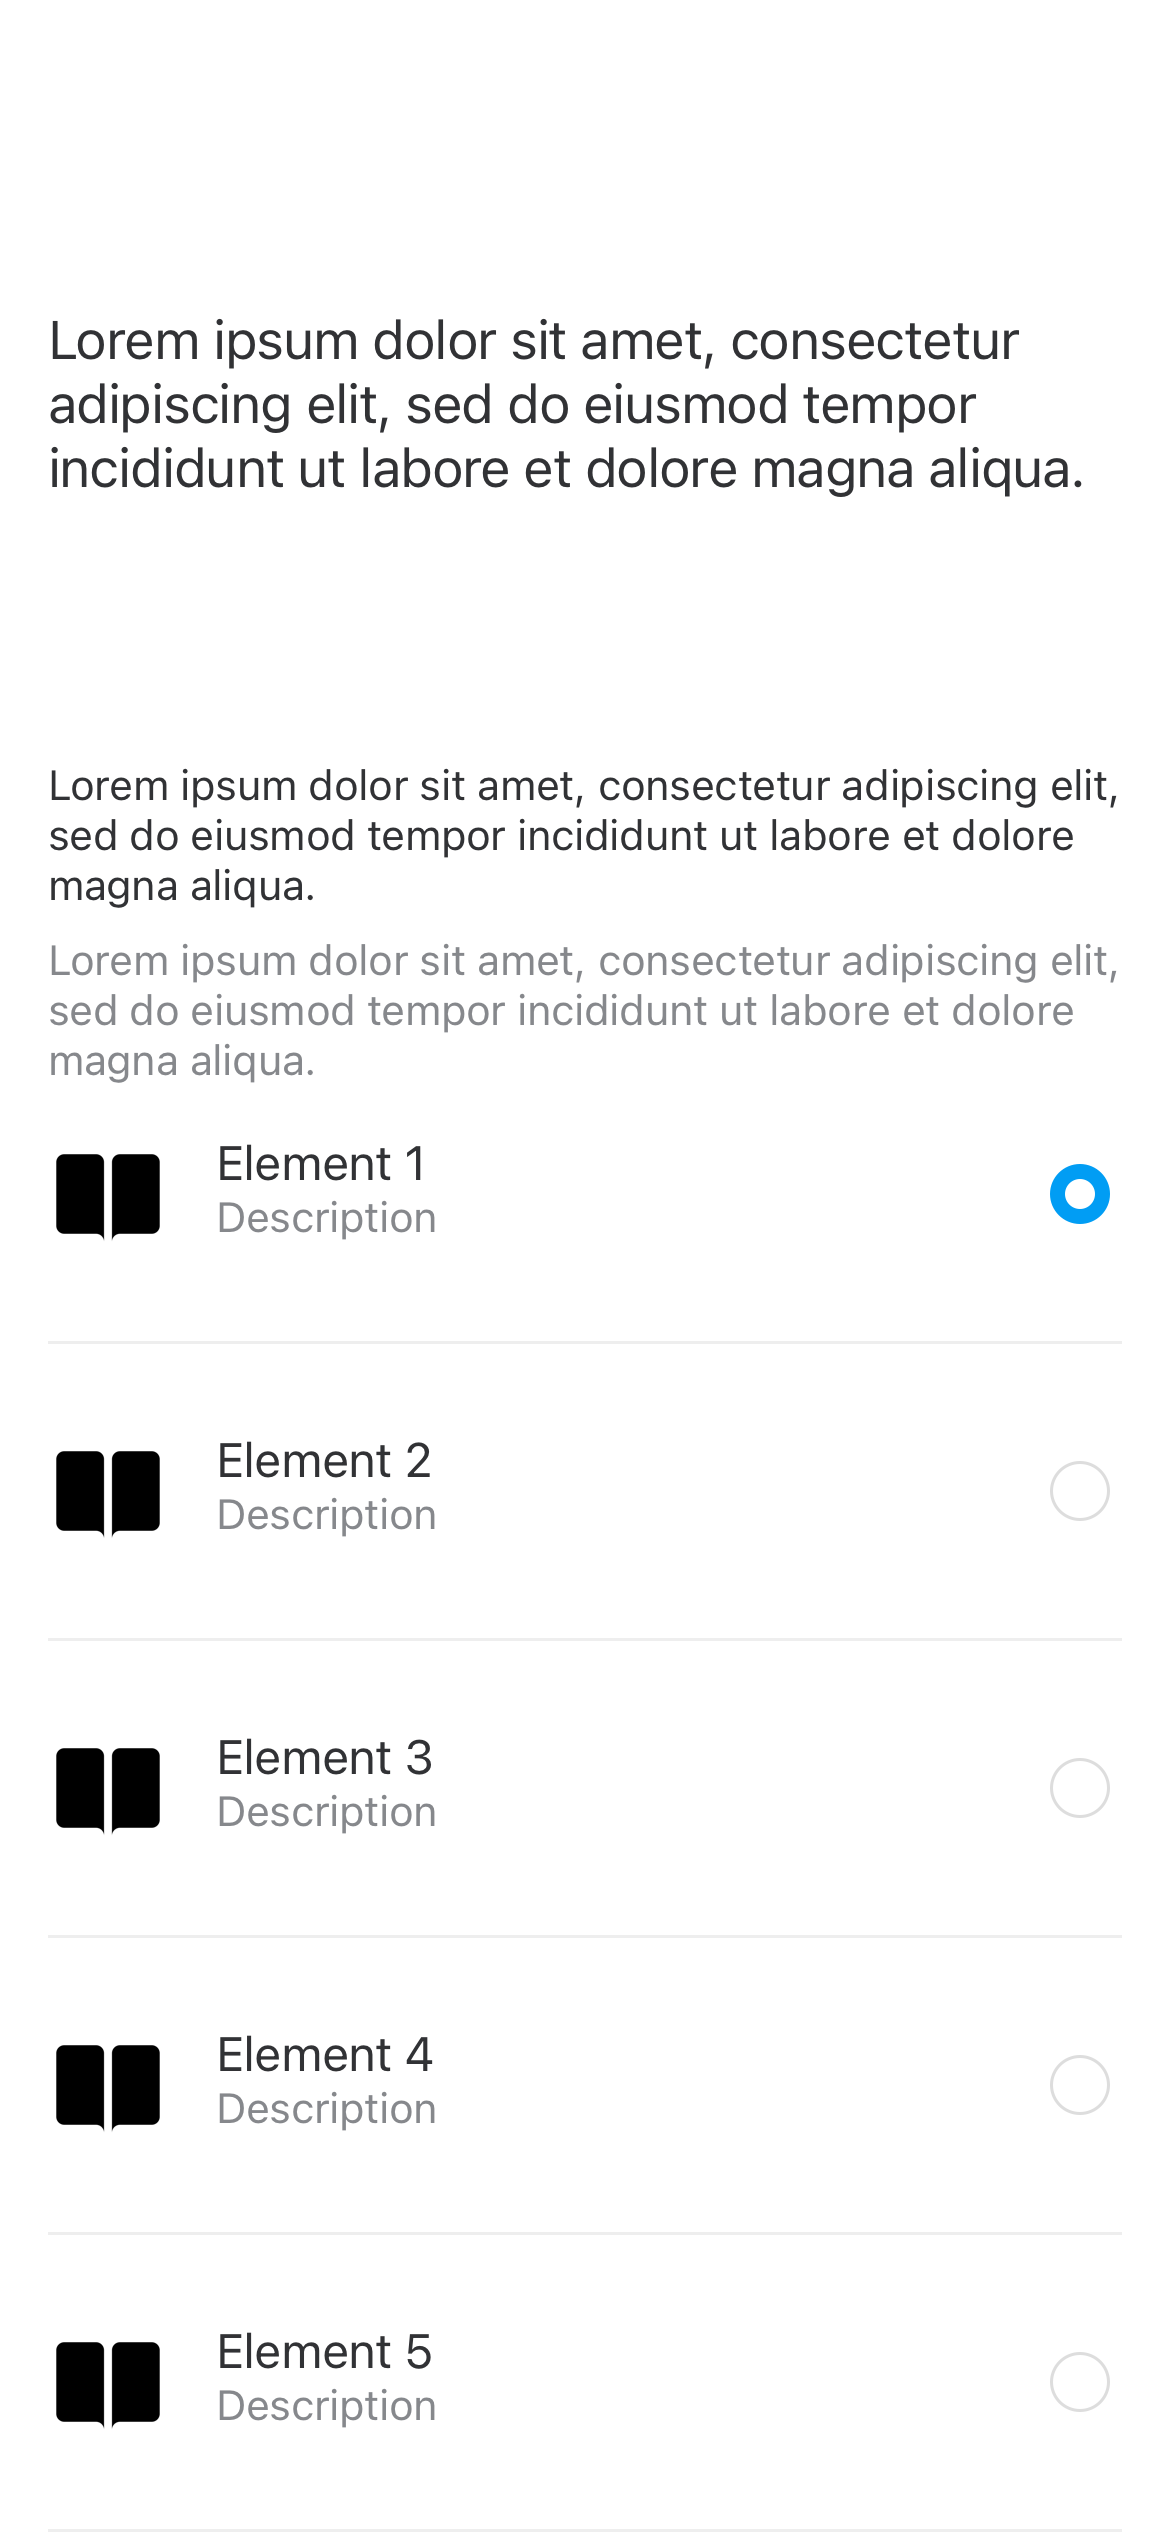 Lorem ipsum dolor sit amet, consectetur
adipiscing elit, sed do eiusmod tempor
incididunt ut labore et dolore magna aliqua.
Lorem ipsum dolor sit amet, consectetur adipiscing elit,
sed do eiusmod tempor incididunt ut labore et dolore
magna aliqua.
Lorem ipsum dolor sit amet, consectetur adipiscing elit,
sed do eiusmod tempor incididunt ut labore et dolore
magna aliqua.
Element 1
Description
Element 2
Description
Element 3
Description
Element 4
Description
Element 5
Description